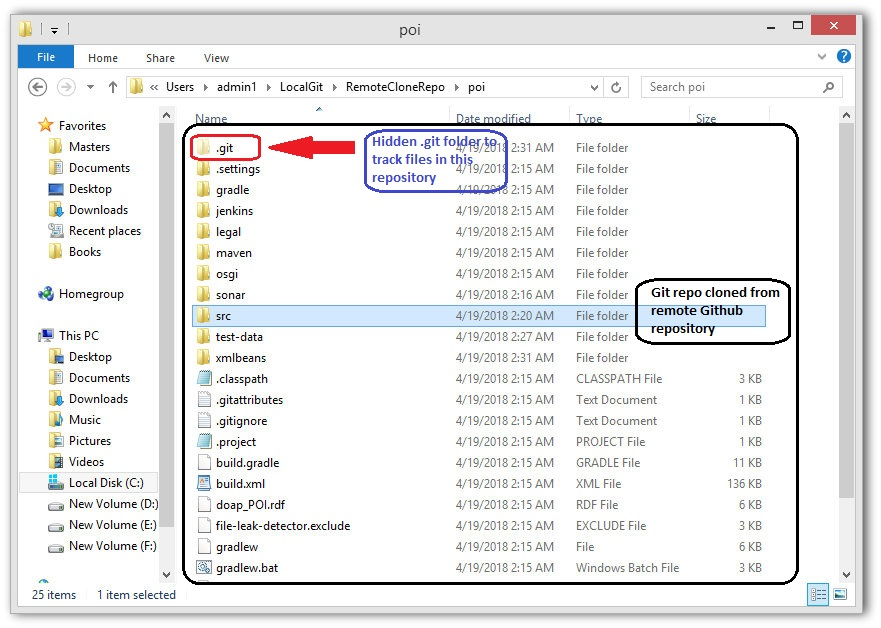 poi
File Home Share View
« Users LocalGit admin1 RemoteCloneRepo poi Search poi
Favorites
Masters
Documents
Desktop
Downloads
Recent places
Books
Homegroup
This PC
Desktop
Documents
Downloads
Music
Pictures
Videos
Local Disk (C:)
New Volume (D:)
New Volume (E:)
New Volume (F:)
Name Date modified Type Size
.git 4/19/2018 2:31 AM File folder
.settings 4/19/2018 2:15 AM File folder
gradle 4/19/2018 2:15 AM File folder
jenkins 4/19/2018 2:15 AM File folder
legal 4/19/2018 2:15 AM File folder
maven 4/19/2018 2:15 AM File folder
osgi 4/19/2018 2:15 AM File folder
sonar 4/19/2018 2:16 AM File folder
src 4/19/2018 2:20 AM File folder
test-data 4/19/2018 2:27 AM File folder
xmlbeans 4/19/2018 2:31 AM File folder
.classpath 4/19/2018 2:15 AM CLASSPATH File 3 KB
.gitattributes 4/19/2018 2:15 AM Text Document 1 KB
.gitignore 4/19/2018 2:15 AM Text Document 1 KB
.project 4/19/2018 2:15 AM PROJECT File 1 KB
build.gradle 4/19/2018 2:15 AM GRADLE File 11 KB
build.xml 4/19/2018 2:15 AM XML File 136 KB
doap_POI.rdf 4/19/2018 2:15 AM RDF File 6 KB
file-leak-detector.exclude 4/19/2018 2:15 AM EXCLUDE File 3 KB
gradlew 4/19/2018 2:15 AM File 6 KB
gradlew.bat 4/19/2018 2:15 AM Windows Batch File 3 KB
Hidden .git folder to
track files in this
repository
Git repo cloned from
remote Github
repository
25 items 1 item selected